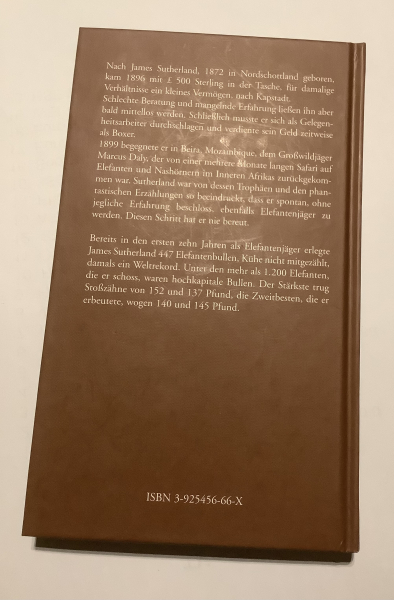 Nach James Sutherland, 1872 in Nordschottland geboren,
kam 1896 mit £ 500 Sterling in der Tasche, für damalige
Verhältnisse ein kleines Vermögen, nach Kapstadt.
Schlechte Beratung und mangelnde Erfahrung ließen ihn aber
bald minellos werden. Schließlich musste er sich als Gelegen-
heitsarbeiter durchschlagen und verdiente sein Geld zeitweise
als Boxer.
1899 begegnete er in Beira, Mozambique, dem Großwildjäger
Marcus Daly, der von einer mehrere Monate langen Safari auf
Elefanten und Nashörnern im Inneren Afrikas zurückgekom-
men war. Sutherland war von dessen Trophäen und den phan-
tastischen Erzählungen so beeindruckt, dass er spontan, ohne
jegliche Erfahrung beschloss, ebenfalls Elefantenjäger zu
werden. Diesen Schritt hat er nie bereut.
Bereits in den ersten zehn Jahren als Elefantenjäger erlegte
James Sutherland 447 Elefantenbullen, Kühe nicht mitgezählt,
damals ein Weltrekord. Unter den mehr als 1.200 Elefanten,
die er schoss, waren hochkapitale Bullen. Der Stärkste trug
Stoßzähne von 152 und 137 Pfund, die Zweitbesten, die er
erbeutete, wogen 140 und 145 Pfund.
ISBN 3-925456-66-X